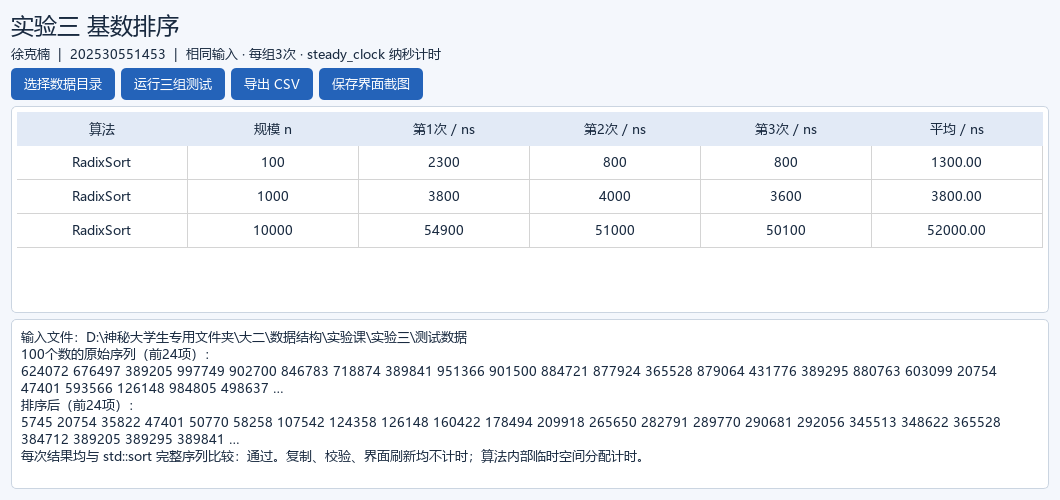 实验三 基数排序
徐克楠 | 202530551453 | 相同输入 · 每组3次 · steady_clock 纳秒计时
选择数据目录 运行三组测试 导出 CSV 保存界面截图
算法 规模 n 第1次 / ns 第2次 / ns 第3次 / ns 平均 / ns
RadixSort 100 2300 800 800 1300.00
RadixSort 1000 3800 4000 3600 3800.00
RadixSort 10000 54900 51000 50100 52000.00
输入文件：D:\神秘大学生专用文件夹\大二\数据结构\实验课\实验三\测试数据
100个数的原始序列（前24项）：
624072 676497 389205 997749 902700 846783 718874 389841 951366 901500 884721 877924 365528 879064 431776 389295 880763 603099 20754
47401 593566 126148 984805 498637 ...
排序后（前24项）：
5745 20754 35822 47401 50770 58258 107542 124358 126148 160422 178494 209918 265650 282791 289770 290681 292056 345513 348622 365528
384712 389205 389295 389841 ...
每次结果均与 std::sort 完整序列比较：通过。复制、校验、界面刷新均不计时；算法内部临时空间分配计时。